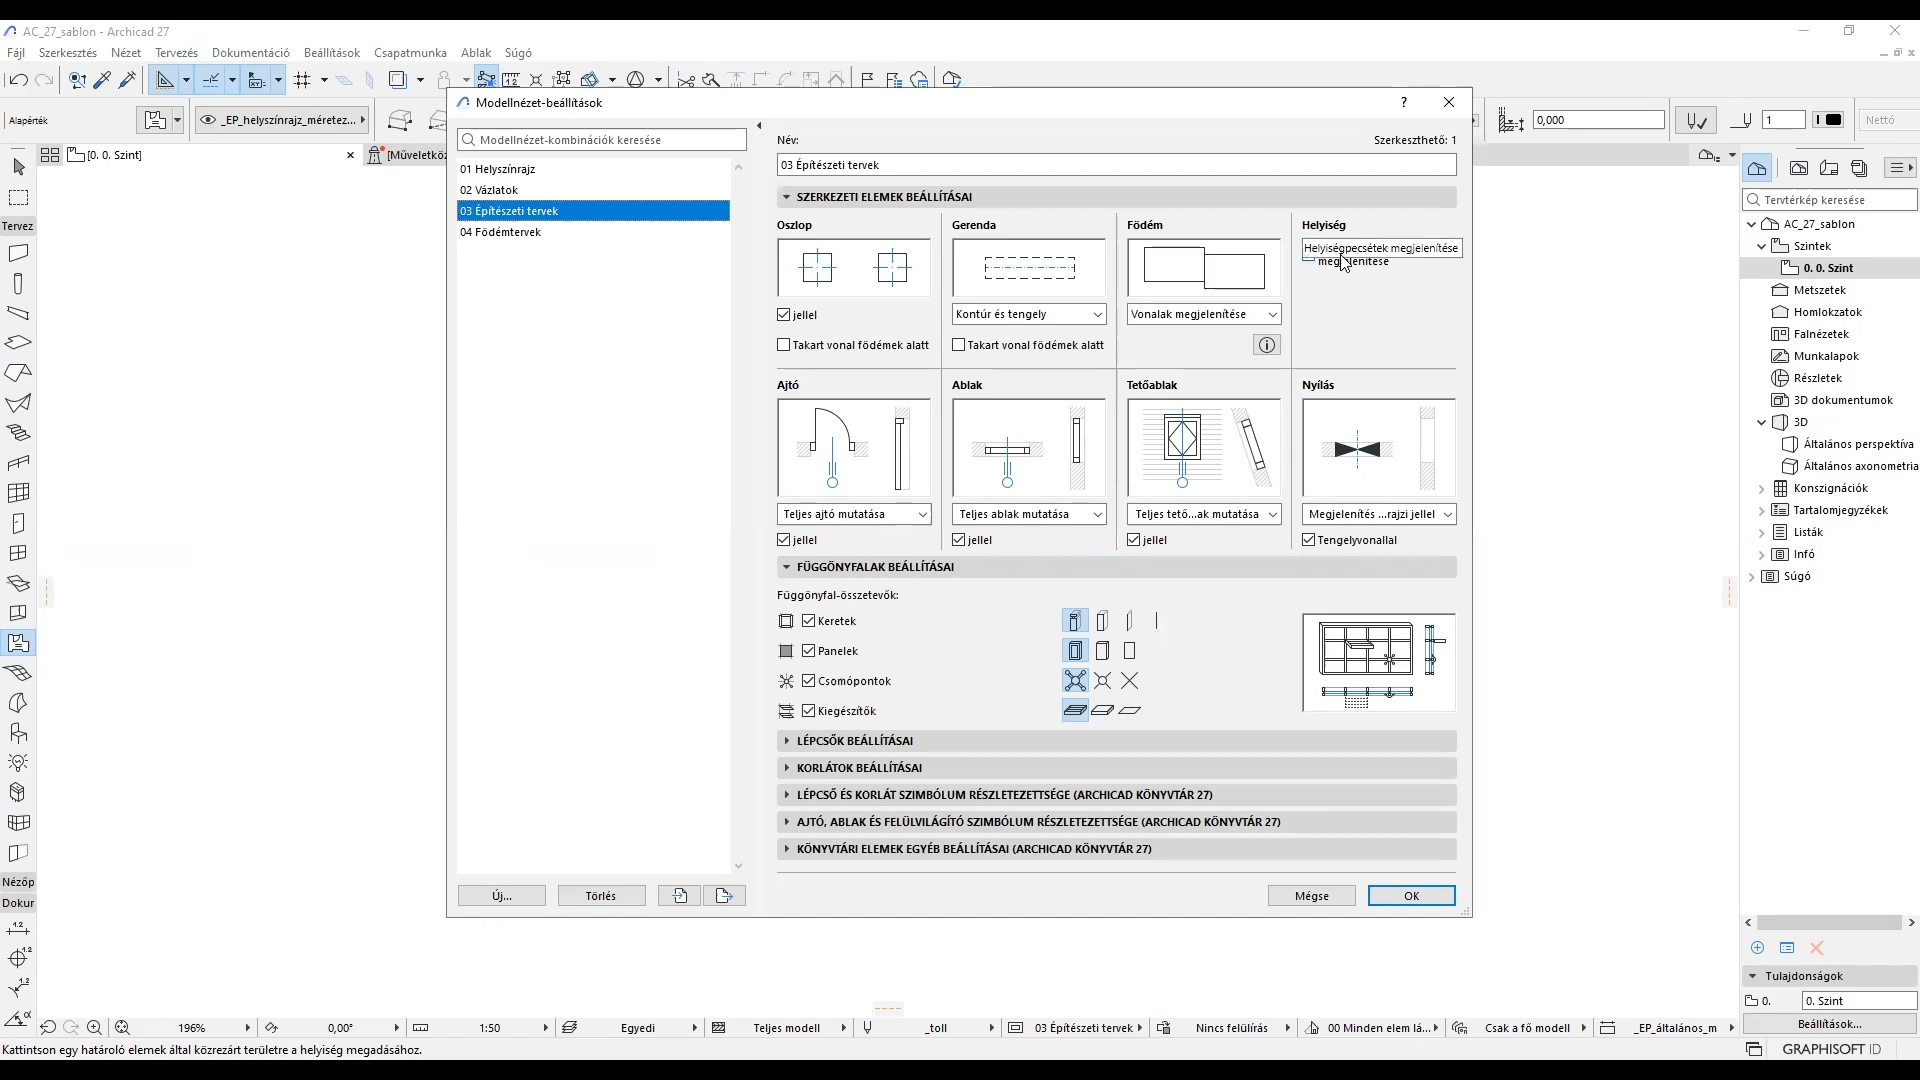 AC_27_sablon - Archicad 27
Fájl Szerkesztés Nézet Tervezés Dokumentáció Beállítások Csapatmunka Ablak Súgó
Alapérték
_EP_helyszínrajz_méretez...
0,000
1
Nettó
[0. 0. Szint]
[Műveletköz
Tervez
Nézőp
Dokur
Modellnézet-beállítások
Modellnézet-kombinációk keresése
01 Helyszínrajz
02 Vázlatok
03 Építészeti tervek
04 Födémtervek
Új...
Törlés
Név:
Szerkeszthető: 1
03 Építészeti tervek
SZERKEZETI ELEMEK BEÁLLÍTÁSAI
Oszlop
Gerenda
Födém
Helyiség
Helyiségpecsétek megjelenítése
megjelenítése
jellel
Kontúr és tengely
Vonalak megjelenítése
Takart vonal födémek alatt
Takart vonal födémek alatt
Ajtó
Ablak
Tetőablak
Nyílás
Teljes ajtó mutatása
Teljes ablak mutatása
Teljes tető...ak mutatása
Megjelenítés ...rajzi jellel
jellel
jellel
jellel
Tengelyvonallal
FÜGGÖNYFALAK BEÁLLÍTÁSAI
Függönyfal-összetevők:
Keretek
Panelek
Csomópontok
Kiegészítők
LÉPCSŐK BEÁLLÍTÁSAI
KORLÁTOK BEÁLLÍTÁSAI
LÉPCSŐ ÉS KORLÁT SZIMBÓLUM RÉSZLETEZETTSÉGE (ARCHICAD KÖNYVTÁR 27)
AJTÓ, ABLAK ÉS FELÜLVILÁGÍTÓ SZIMBÓLUM RÉSZLETEZETTSÉGE (ARCHICAD KÖNYVTÁR 27)
KÖNYVTÁRI ELEMEK EGYÉB BEÁLLÍTÁSAI (ARCHICAD KÖNYVTÁR 27)
Mégse
OK
Tervtérkép keresése
AC_27_sablon
Szintek
0. 0. Szint
Metszetek
Homlokzatok
Falnézetek
Munkalapok
Részletek
3D dokumentumok
3D
Általános perspektíva
Általános axonometria
Konszignációk
Tartalomjegyzékek
Listák
Infó
Súgó
Tulajdonságok
0.
0. Szint
Beállítások...
196%
0,00°
1:50
Egyedi
Teljes modell
_toll
03 Építészeti tervek
Nincs felülírás
00 Minden elem lá...
Csak a fő modell
_EP_általános_m
Kattintson egy határoló elemek által közrezárt területre a helyiség megadásához.
GRAPHISOFT ID